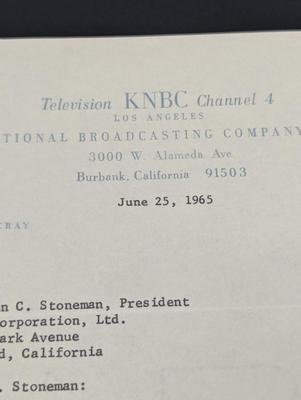 Television KNBC Channel 4
LOS ANGELES
TIONAL BROADCASTING COMPANY
3000 W. Alameda Ave.
Burbank, California 91503
June 25, 1965
CRAY
n C. Stoneman, President
orporation, Ltd.
ark Avenue
d, California
. Stoneman: